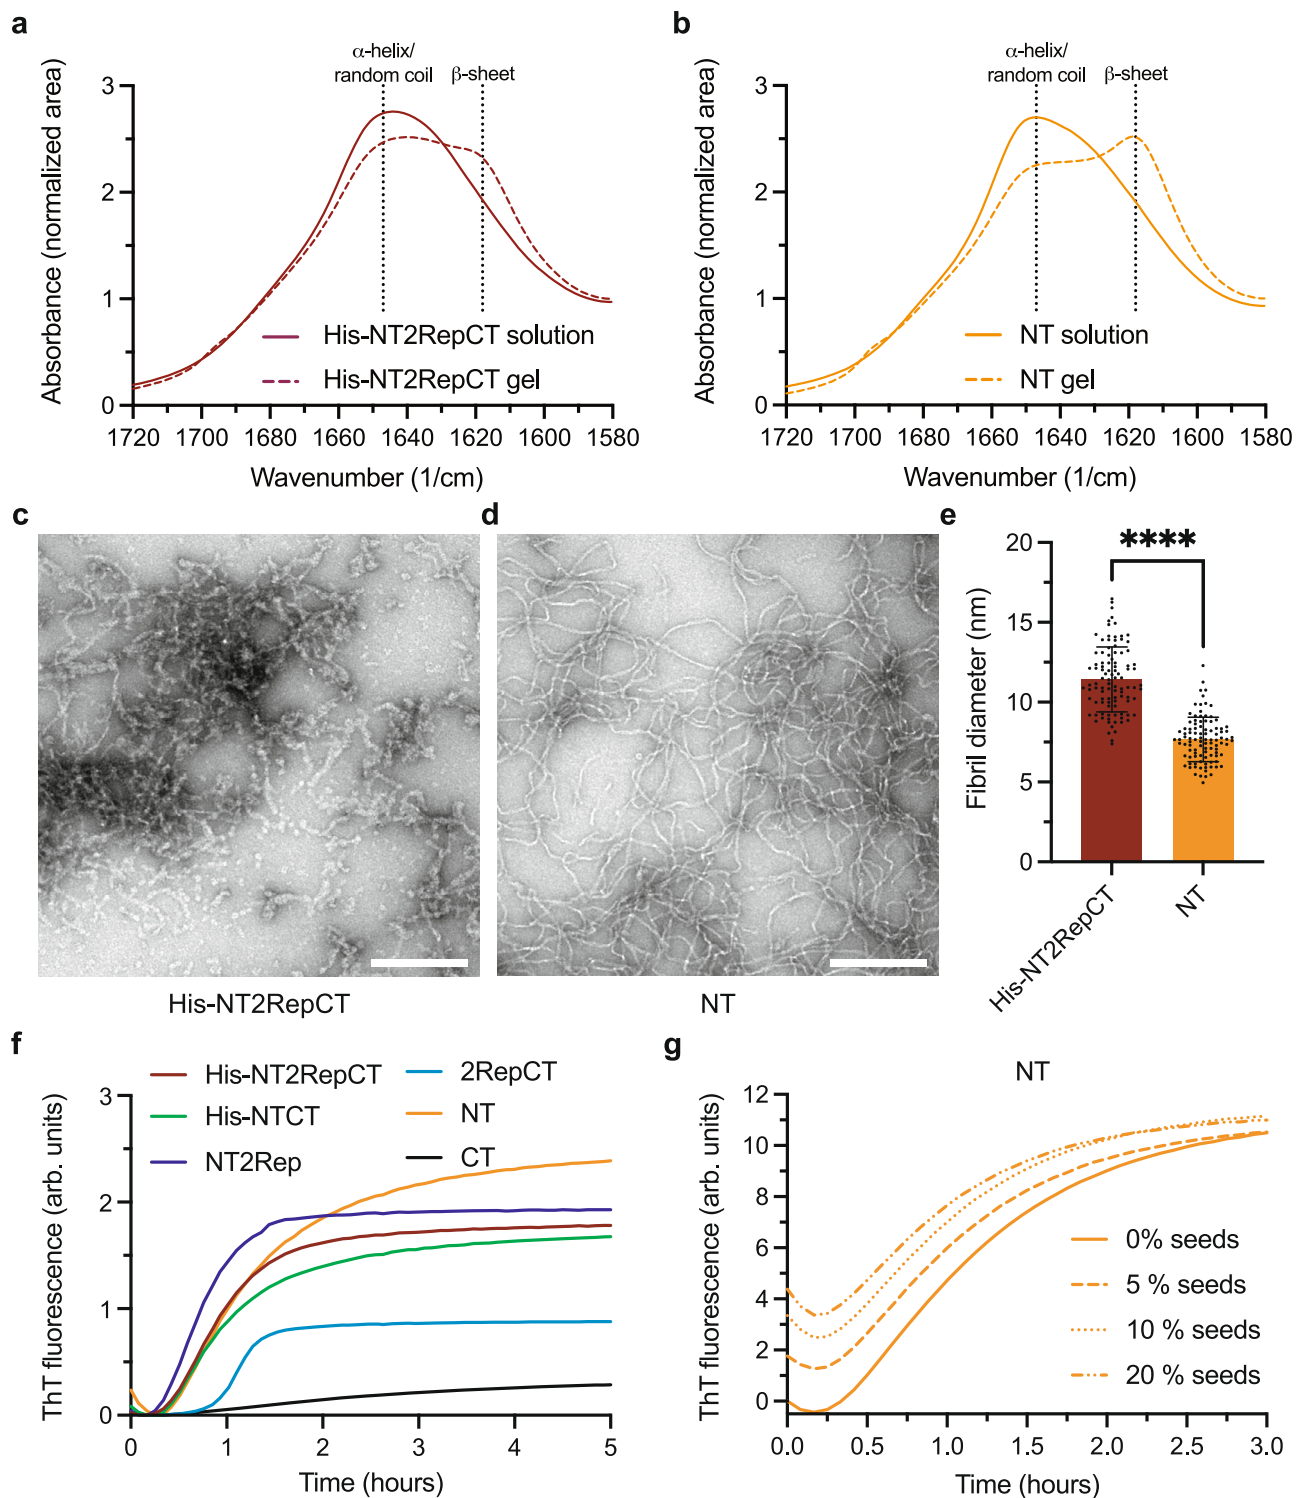 a
α-helix/
random coil
β-sheet
Absorbance (normalized area)
3
2
1
0
His-NT2RepCT solution
His-NT2RepCT gel
1720 1700 1680 1660 1640 1620 1600 1580
Wavenumber (1/cm)
b
α-helix/
random coil
β-sheet
Absorbance (normalized area)
3
2
1
0
NT solution
NT gel
1720 1700 1680 1660 1640 1620 1600 1580
Wavenumber (1/cm)
c
His-NT2RepCT
d
NT
e
****
Fibril diameter (nm)
20
15
10
5
0
His-NT2RepCT
NT
f
His-NT2RepCT
His-NTCT
NT2Rep
2RepCT
NT
CT
ThT fluorescence (arb. units)
3
2
1
0
0 1 2 3 4 5
Time (hours)
g
NT
ThT fluorescence (arb. units)
12
10
8
6
4
2
0
0% seeds
5 % seeds
10 % seeds
20 % seeds
0.0 0.5 1.0 1.5 2.0 2.5 3.0
Time (hours)